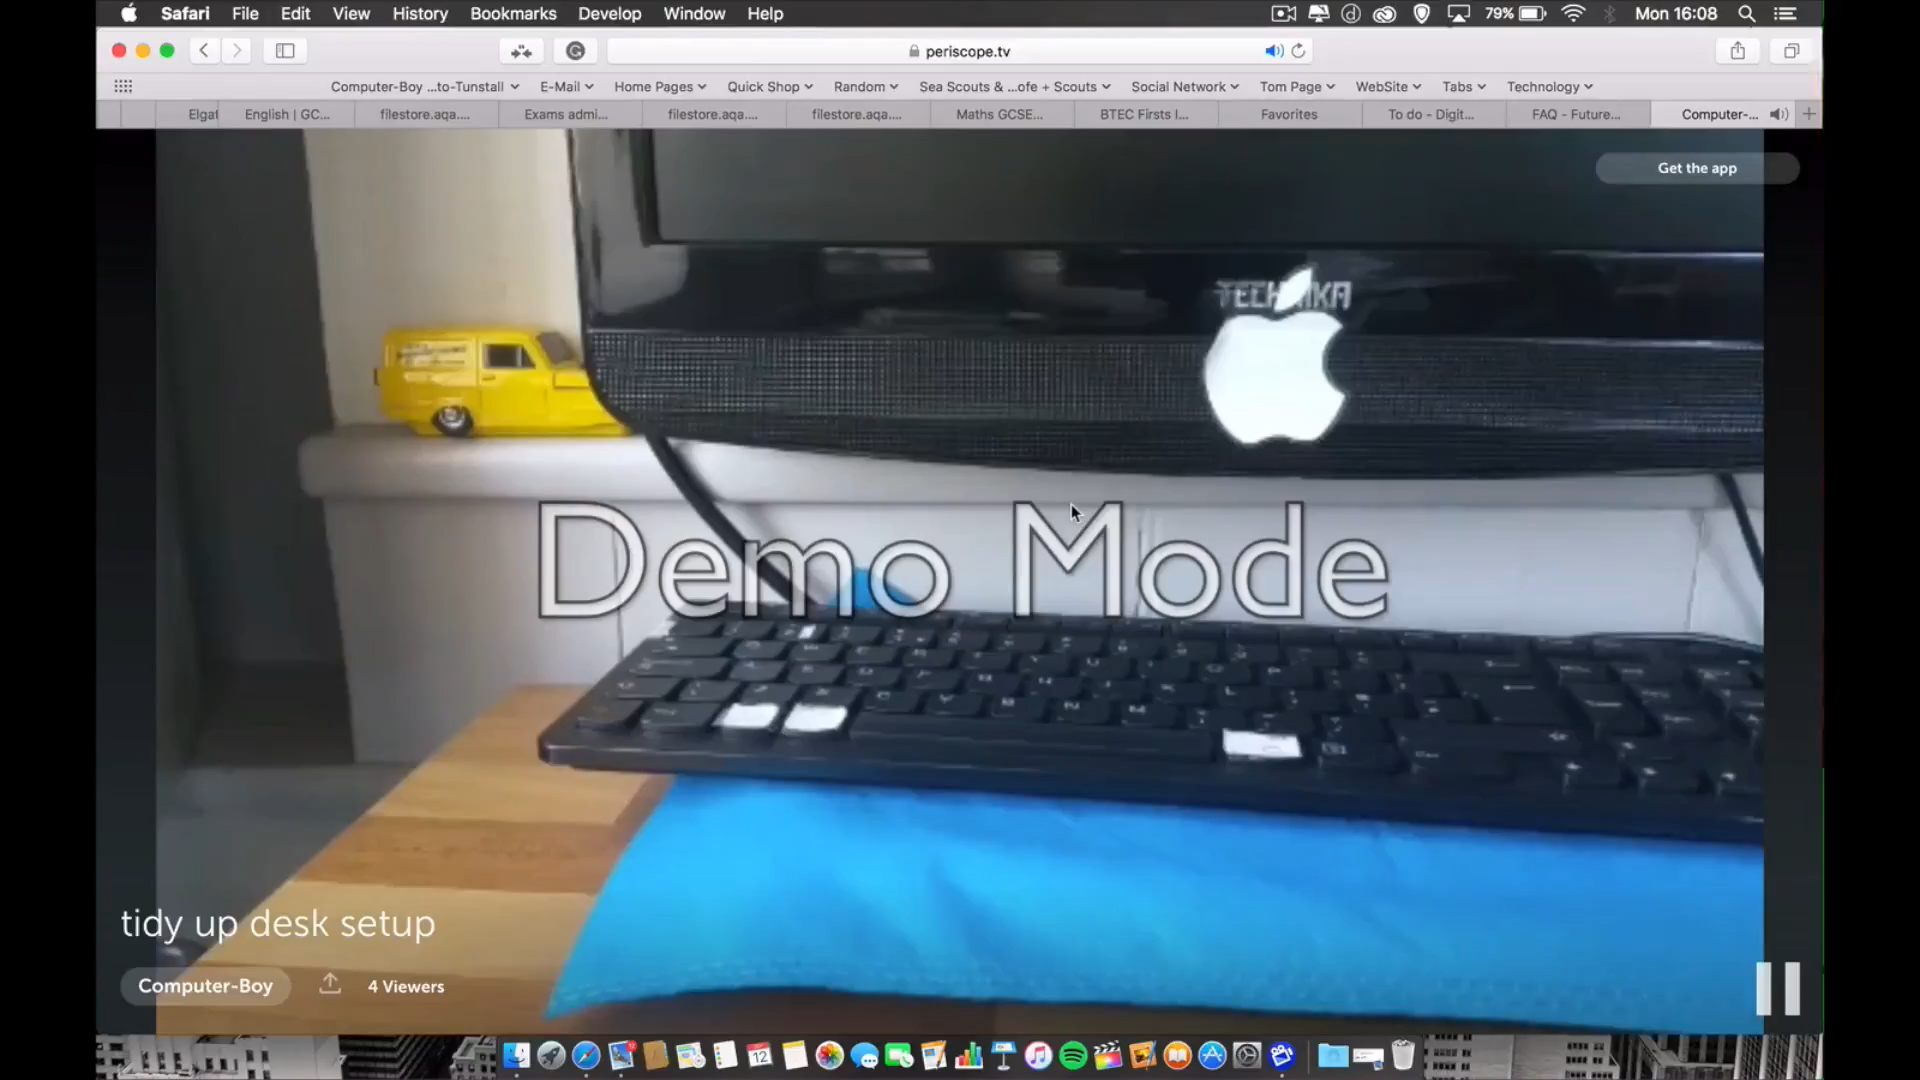 Safari File Edit View History Bookmarks Develop Window Help 79% Mon 16:08
periscope.tv
Computer-Boy ...to-Tunstall E-Mail Home Pages Quick Shop Random Sea Scouts & ...ofe + Scouts Social Network Tom Page WebSite Tabs Technology
Elgat English | GC... filestore.aqa.... Exams admi... filestore.aqa.... filestore.aqa.... Maths GCSE... BTEC Firsts I... Favorites To do - Digit... FAQ - Future... Computer-...
Get the app
TECHNIKA
Demo Mode
tidy up desk setup
Computer-Boy 4 Viewers
12